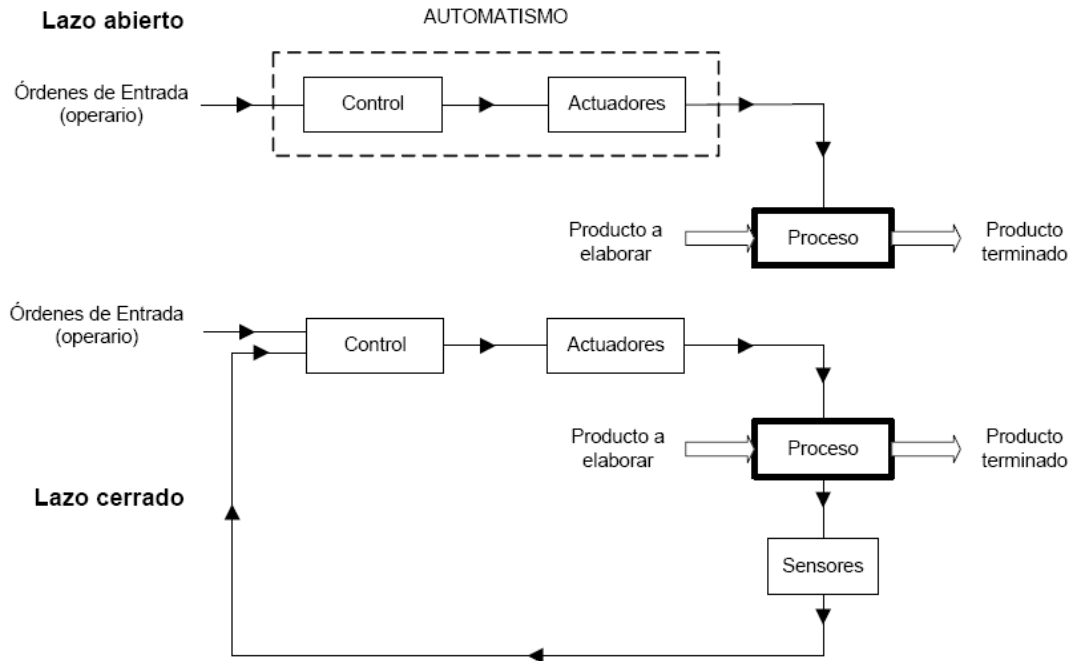 Lazo abierto
AUTOMATISMO
Órdenes de Entrada
(operario)
Control
Actuadores
Producto a
elaborar
Proceso
Producto
terminado
Órdenes de Entrada
(operario)
Control
Actuadores
Producto a
elaborar
Proceso
Producto
terminado
Lazo cerrado
Sensores